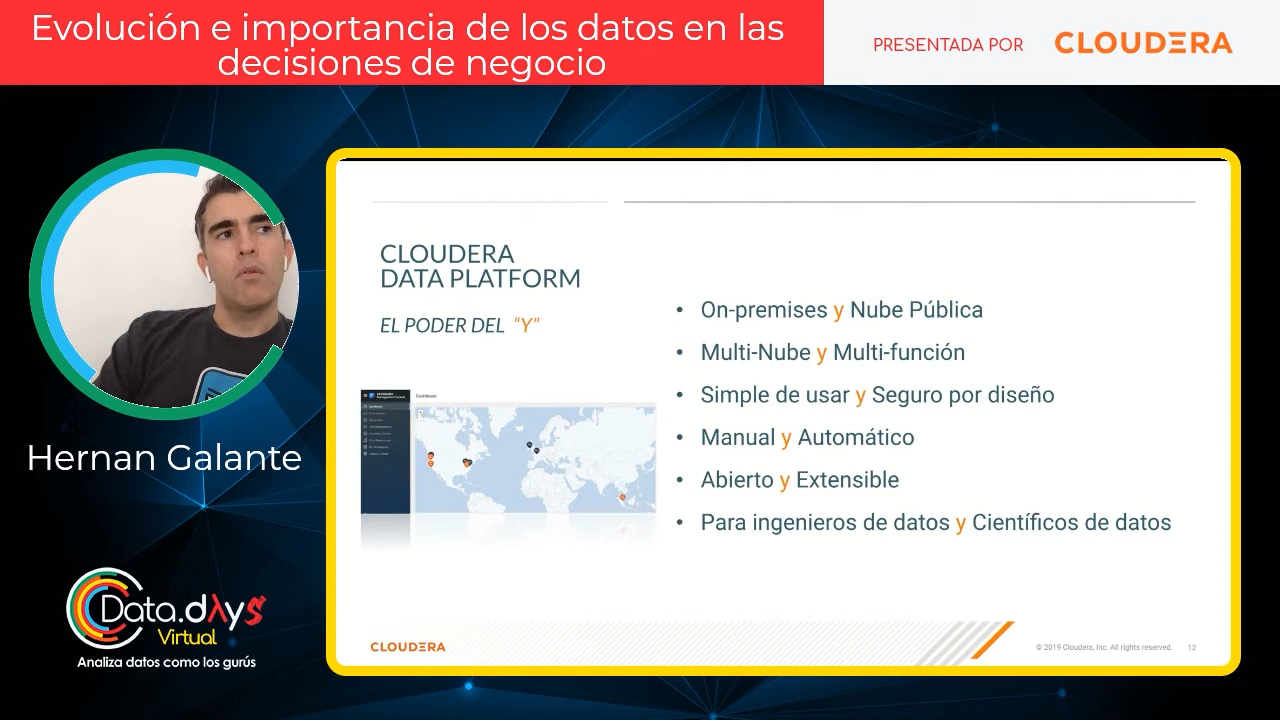 Evolución e importancia de los datos en las
decisiones de negocio
PRESENTADA POR
CLOUDERA
CLOUDERA
DATA PLATFORM
EL PODER DEL "Y"
Dashboard
• On-premises y Nube Pública
• Multi-Nube y Multi-función
• Simple de usar y Seguro por diseño
• Manual y Automático
• Abierto y Extensible
• Para ingenieros de datos y Científicos de datos
Hernan Galante
Data.days
Virtual
Analiza datos como los gurús
CLOUDERA
© 2019 Cloudera, Inc. All rights reserved.
12